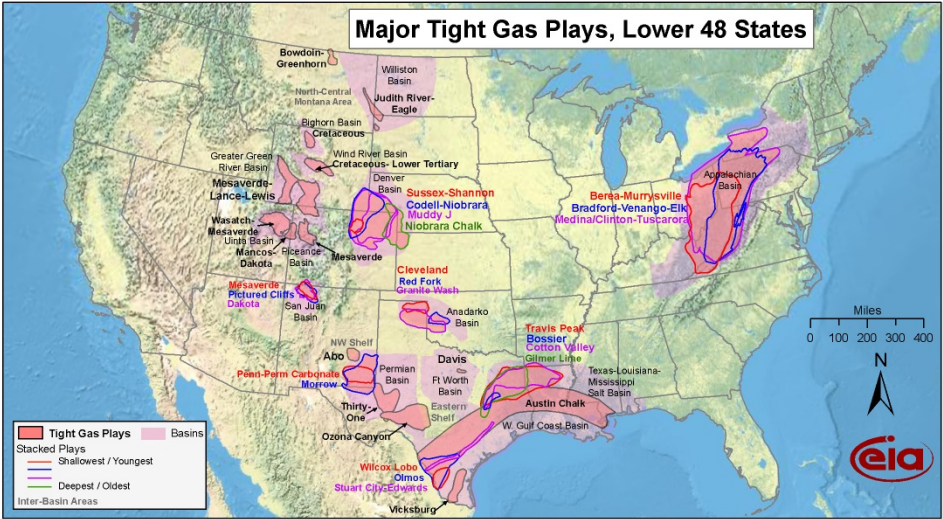 Major Tight Gas Plays, Lower 48 States
Bowdoin-
Greenhorn
Williston
Basin
North-Central
Montana Area
Judith River-
Eagle
Bighorn Basin
Cretaceous
Greater Green
River Basin
Wind River Basin
Cretaceous- Lower Tertiary
Mesaverde-
Lance-Lewis
Denver
Basin
Sussex-Shannon
Codell-Niobrara
Muddy J
Niobrara Chalk
Appalachian
Basin
Berea-Murrysville
Bradford-Venango-Elk
Medina/Clinton-Tuscarora
Wasatch-
Mesaverde
Uinta Basin
Mancos-
Dakota
Piceance
Basin
Mesaverde
Mesaverde
Pictured Cliffs
Dakota
San Juan
Basin
Cleveland
Red Fork
Granite Wash
Anadarko
Basin
Miles
0 100 200 300 400
N
Travis Peak
Bossier
Cotton Valley
Gilmer Lime
NW Shelf
Abo
Penn-Perm Carbonate
Morrow
Permian
Basin
Davis
Ft Worth
Basin
Texas-Louisiana-
Mississippi
Salt Basin
Thirty-
One
Eastern
Shelf
Austin Chalk
W. Gulf Coast Basin
Ozona Canyon
Wilcox Lobo
Olmos
Stuart City-Edwards
Vicksburg
Tight Gas Plays
Basins
Stacked Plays
Shallowest / Youngest
Deepest / Oldest
Inter-Basin Areas
eia